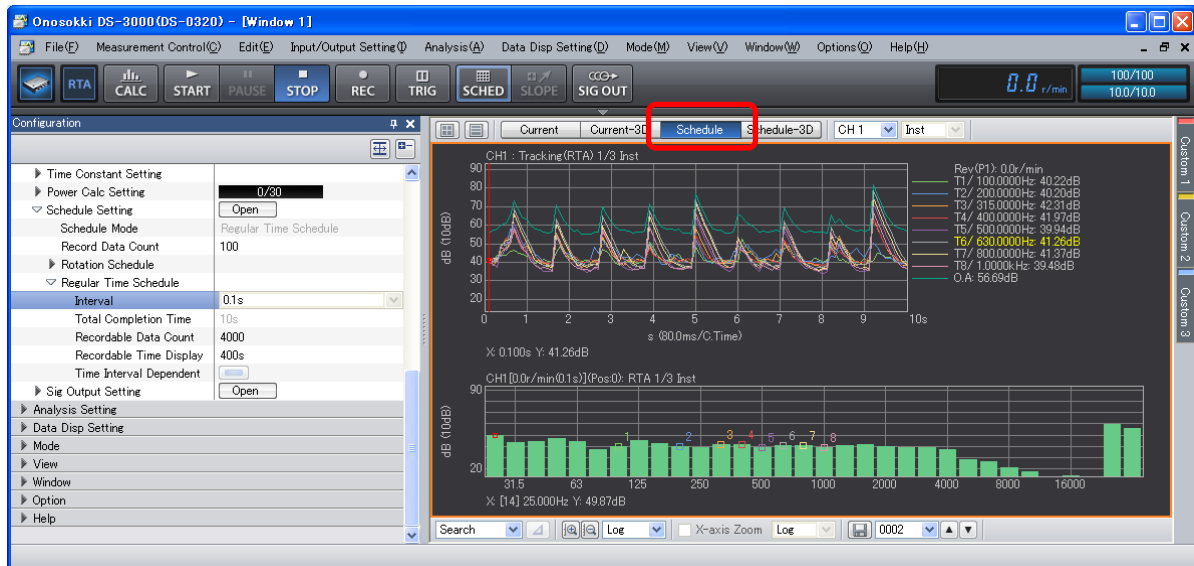 Onosokki DS-3000(DS-0320) - [Window 1]
File(F) Measurement Control(C) Edit(E) Input/Output Setting(I) Analysis(A) Data Disp Setting(D) Mode(M) View(V) Window(W) Options(O) Help(H)
RTA CALC START PAUSE STOP REC TRIG SCHED SLOPE SIG OUT 0.0 r/min 100/100
10.0/10.0
Configuration
Time Constant Setting
Power Calc Setting 0/30
Schedule Setting Open
Schedule Mode Regular Time Schedule
Record Data Count 100
Rotation Schedule
Regular Time Schedule
Interval 0.1s
Total Completion Time 10s
Recordable Data Count 4000
Recordable Time Display 400s
Time Interval Dependent
Sig Output Setting Open
Analysis Setting
Data Disp Setting
Mode
View
Window
Option
Help
Current Current-3D Schedule Schedule-3D CH 1 Inst
CH1 : Tracking(RTA) 1/3 Inst
90
80
70
60
50
40
30
20
dB (10dB)
0 1 2 3 4 5 6 7 8 9 10s
s (80.0ms/C.Time)
X: 0.100s Y: 41.26dB
Rev(P1): 0.0r/min
T1/ 100.0000Hz: 40.22dB
T2/ 200.0000Hz: 40.20dB
T3/ 315.0000Hz: 42.31dB
T4/ 400.0000Hz: 41.97dB
T5/ 500.0000Hz: 39.94dB
T6/ 630.0000Hz: 41.26dB
T7/ 800.0000Hz: 41.37dB
T8/ 1.0000kHz: 39.48dB
O.A: 56.69dB
CH1[0.0r/min(0.1s)](Pos:0): RTA 1/3 Inst
90
dB (10dB)
20
1 2 3 4 5 6 7 8
31.5 63 125 250 500 1000 2000 4000 8000 16000
X: [14] 25.000Hz Y: 49.87dB
Search Log X-axis Zoom Log 0002
Custom 1
Custom 2
Custom 3